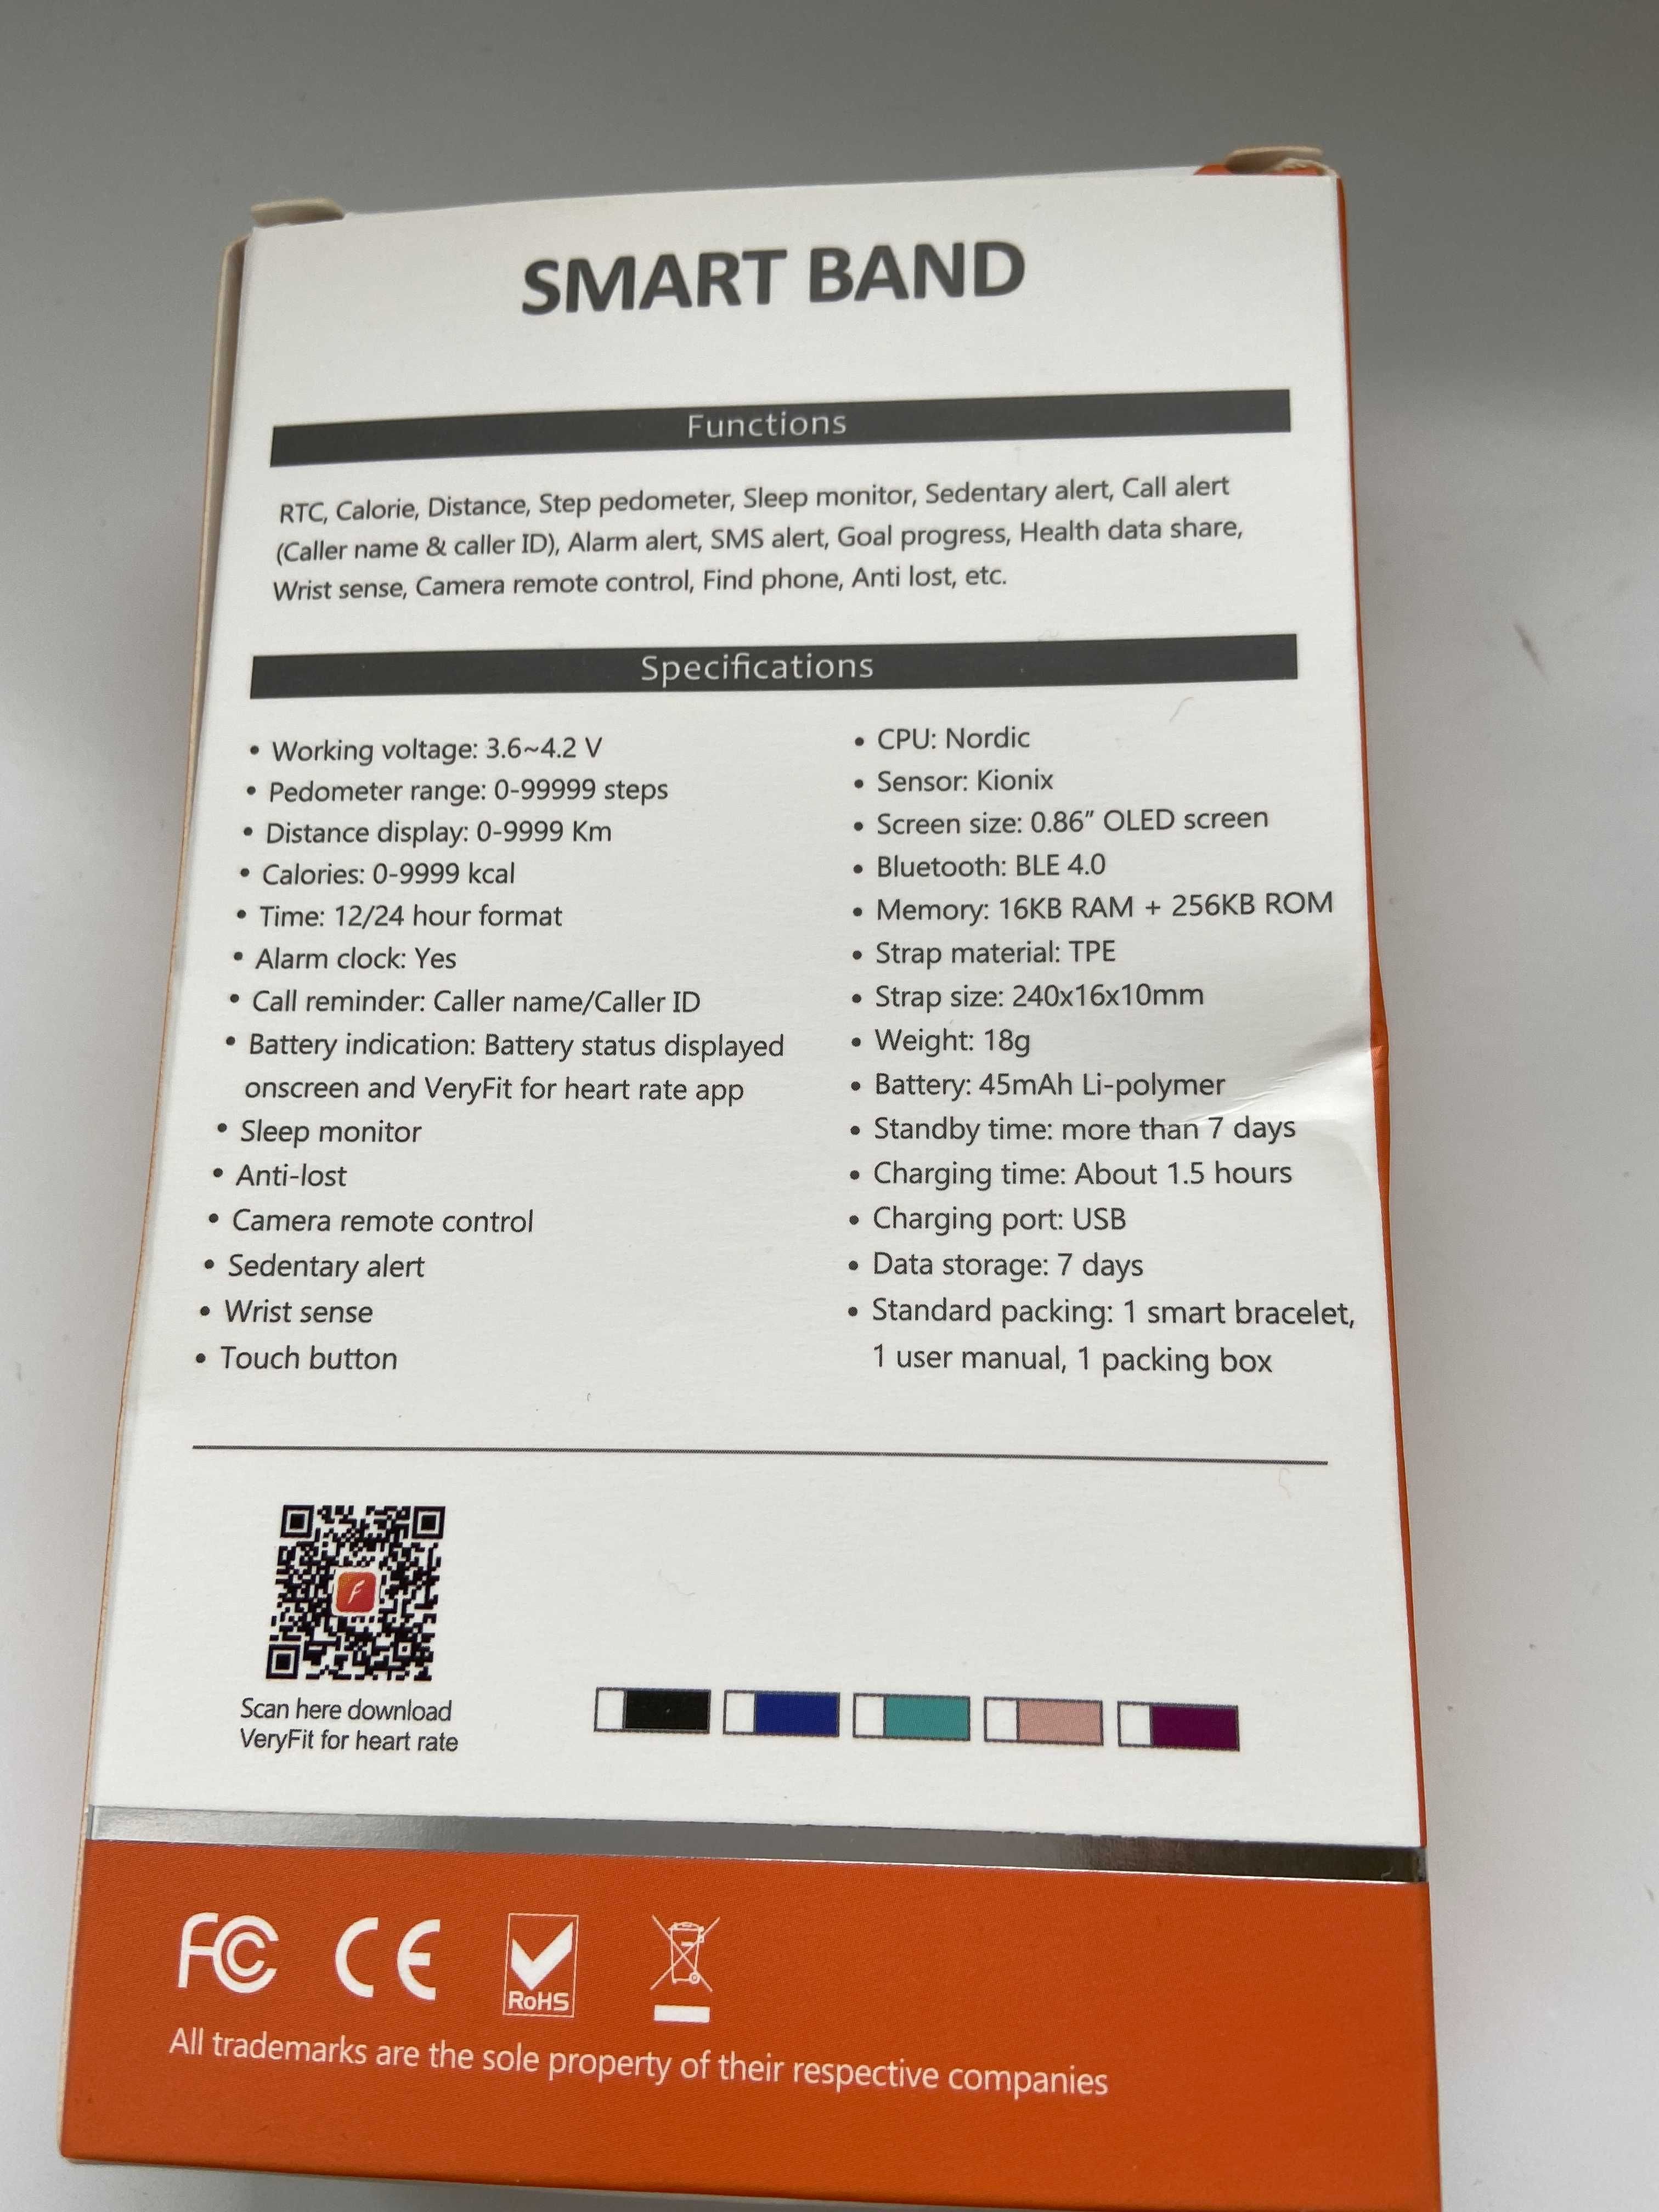 SMART BAND
Functions
RTC, Calorie, Distance, Step pedometer, Sleep monitor, Sedentary alert, Call alert
(Caller name & caller ID), Alarm alert, SMS alert, Goal progress, Health data share,
Wrist sense, Camera remote control, Find phone, Anti lost, etc.
Specifications
• Working voltage: 3.6~4.2 V
• Pedometer range: 0-99999 steps
• Distance display: 0-9999 Km
• Calories: 0-9999 kcal
• Time: 12/24 hour format
• Alarm clock: Yes
• Call reminder: Caller name/Caller ID
• Battery indication: Battery status displayed
onscreen and VeryFit for heart rate app
• Sleep monitor
• Anti-lost
• Camera remote control
• Sedentary alert
• Wrist sense
• Touch button
• CPU: Nordic
• Sensor: Kionix
• Screen size: 0.86” OLED screen
• Bluetooth: BLE 4.0
• Memory: 16KB RAM + 256KB ROM
• Strap material: TPE
• Strap size: 240x16x10mm
• Weight: 18g
• Battery: 45mAh Li-polymer
• Standby time: more than 7 days
• Charging time: About 1.5 hours
• Charging port: USB
• Data storage: 7 days
• Standard packing: 1 smart bracelet,
1 user manual, 1 packing box
Scan here download
VeryFit for heart rate
FC CE RoHS
All trademarks are the sole property of their respective companies